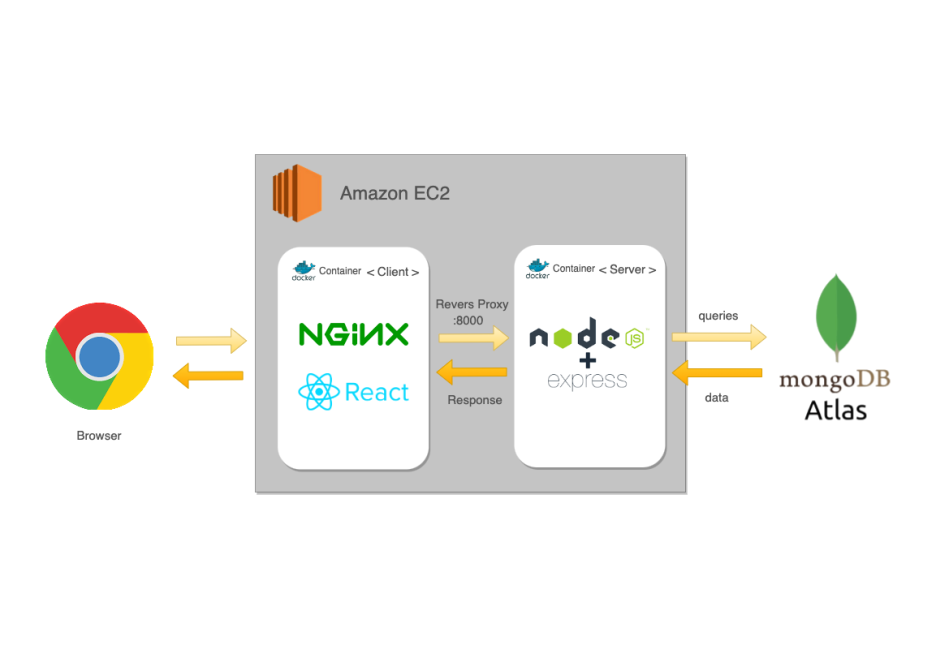 Amazon EC2
docker Container < Client >
NGiNX
React
Revers Proxy
:8000
Response
docker Container < Server >
node JS
+
express
queries
data
mongoDB
Atlas
Browser